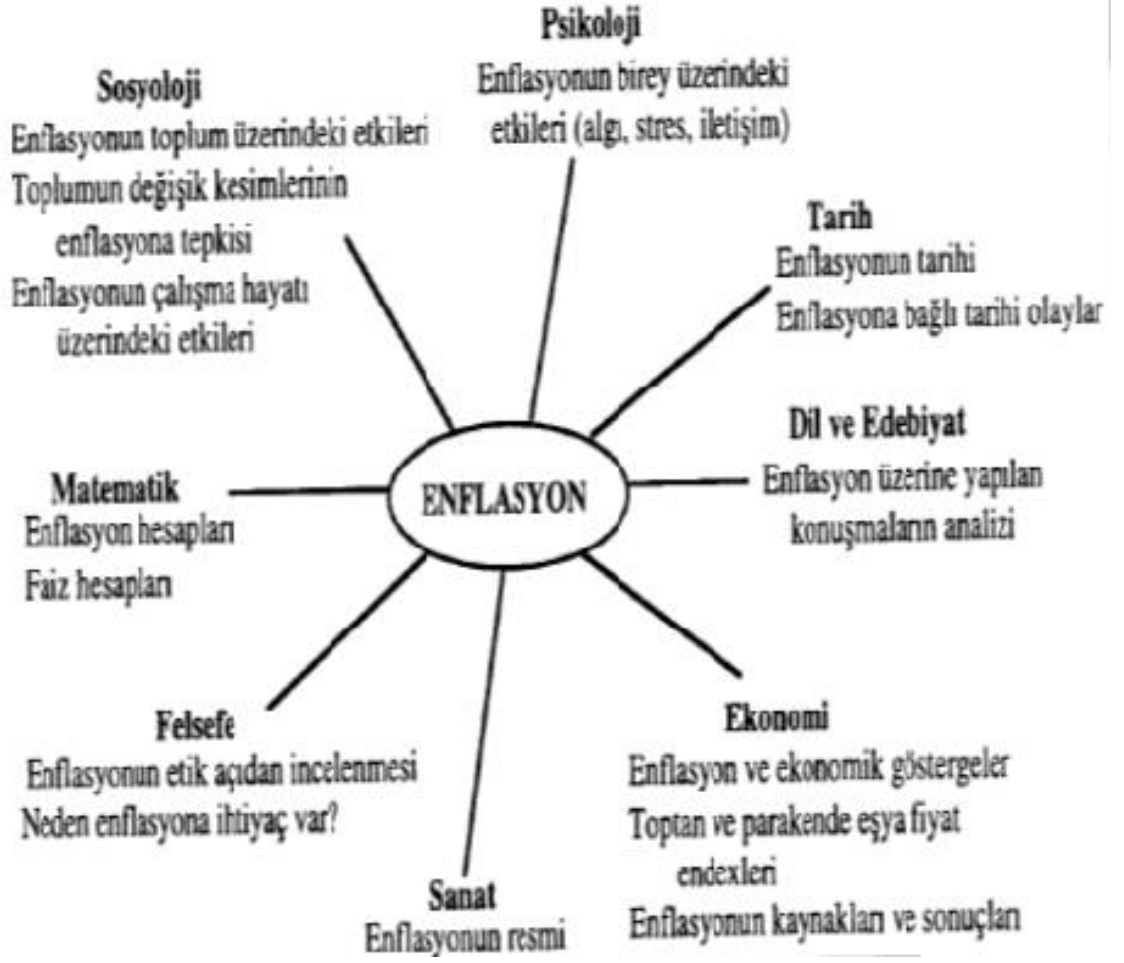 Psikoloji
Enflasyonun birey üzerindeki
etkileri (algı, stres, iletişim)
Sosyoloji
Enflasyonun toplum üzerindeki etkileri
Toplumun değişik kesimlerinin
enflasyona tepkisi
Enflasyonun çalışma hayatı
üzerindeki etkileri
Tarih
Enflasyonun tarihi
Enflasyona bağlı tarihi olaylar
Dil ve Edebiyat
Enflasyon üzerine yapılan
konuşmaların analizi
Matematik
Enflasyon hesapları
Faiz hesapları
ENFLASYON
Felsefe
Enflasyonun etik açıdan incelenmesi
Neden enflasyona ihtiyaç var?
Ekonomi
Enflasyon ve ekonomik göstergeler
Toptan ve parakende eşya fiyat
endexleri
Enflasyonun kaynakları ve sonuçları
Sanat
Enflasyonun resmi